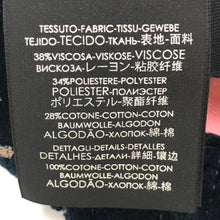 TESSUTO-FABRIC-TISSU-GEWEBE
TEJIDO-TECIDO-ТКАНЬ-表地-面料
38%VISCOSA-VISKOSE-VISCOSE
ВИСКОЗА-レーヨン-粘胶纤维
34%POLIESTERE-POLYESTER
POLIESTER-ПОЛИЭСТЕР
ポリエステル-聚酯纤维
28%COTONE-COTTON-COTON
BAUMWOLLE-ALGODON
ALGODÃO-ХЛОПОК-綿-棉
DETTAGLI-DETAILS-DETAILS
DETALHES-ДЕТАЛИ-詳細-镶边
100%COTONE-COTTON-COTON
BAUMWOLLE-ALGODON
ALGODÃO-ХЛОПОК-綿-棉